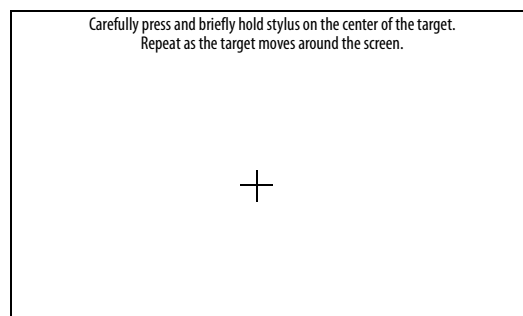 Carefully press and briefly hold stylus on the center of the target.
Repeat as the target moves around the screen.